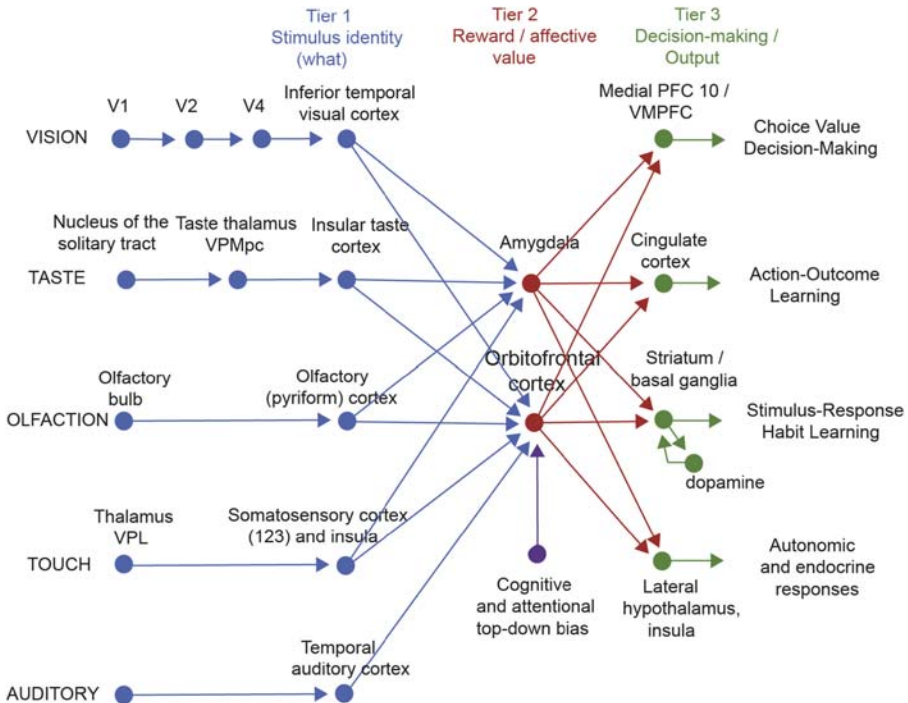 Tier 1
Stimulus identity
(what)
Tier 2
Reward / affective
value
Tier 3
Decision-making /
Output
VISION
V1
V2
V4
Inferior temporal
visual cortex
Medial PFC 10 /
VMPFC
Choice Value
Decision-Making
TASTE
Nucleus of the
solitary tract
Taste thalamus
VPMpc
Insular taste
cortex
Amygdala
Cingulate
cortex
Action-Outcome
Learning
OLFACTION
Olfactory
bulb
Olfactory
(pyriform) cortex
Orbitofrontal
cortex
Striatum /
basal ganglia
Stimulus-Response
Habit Learning
dopamine
TOUCH
Thalamus
VPL
Somatosensory cortex
(123) and insula
Cognitive
and attentional
top-down bias
Lateral
hypothalamus,
insula
Autonomic
and endocrine
responses
AUDITORY
Temporal
auditory cortex